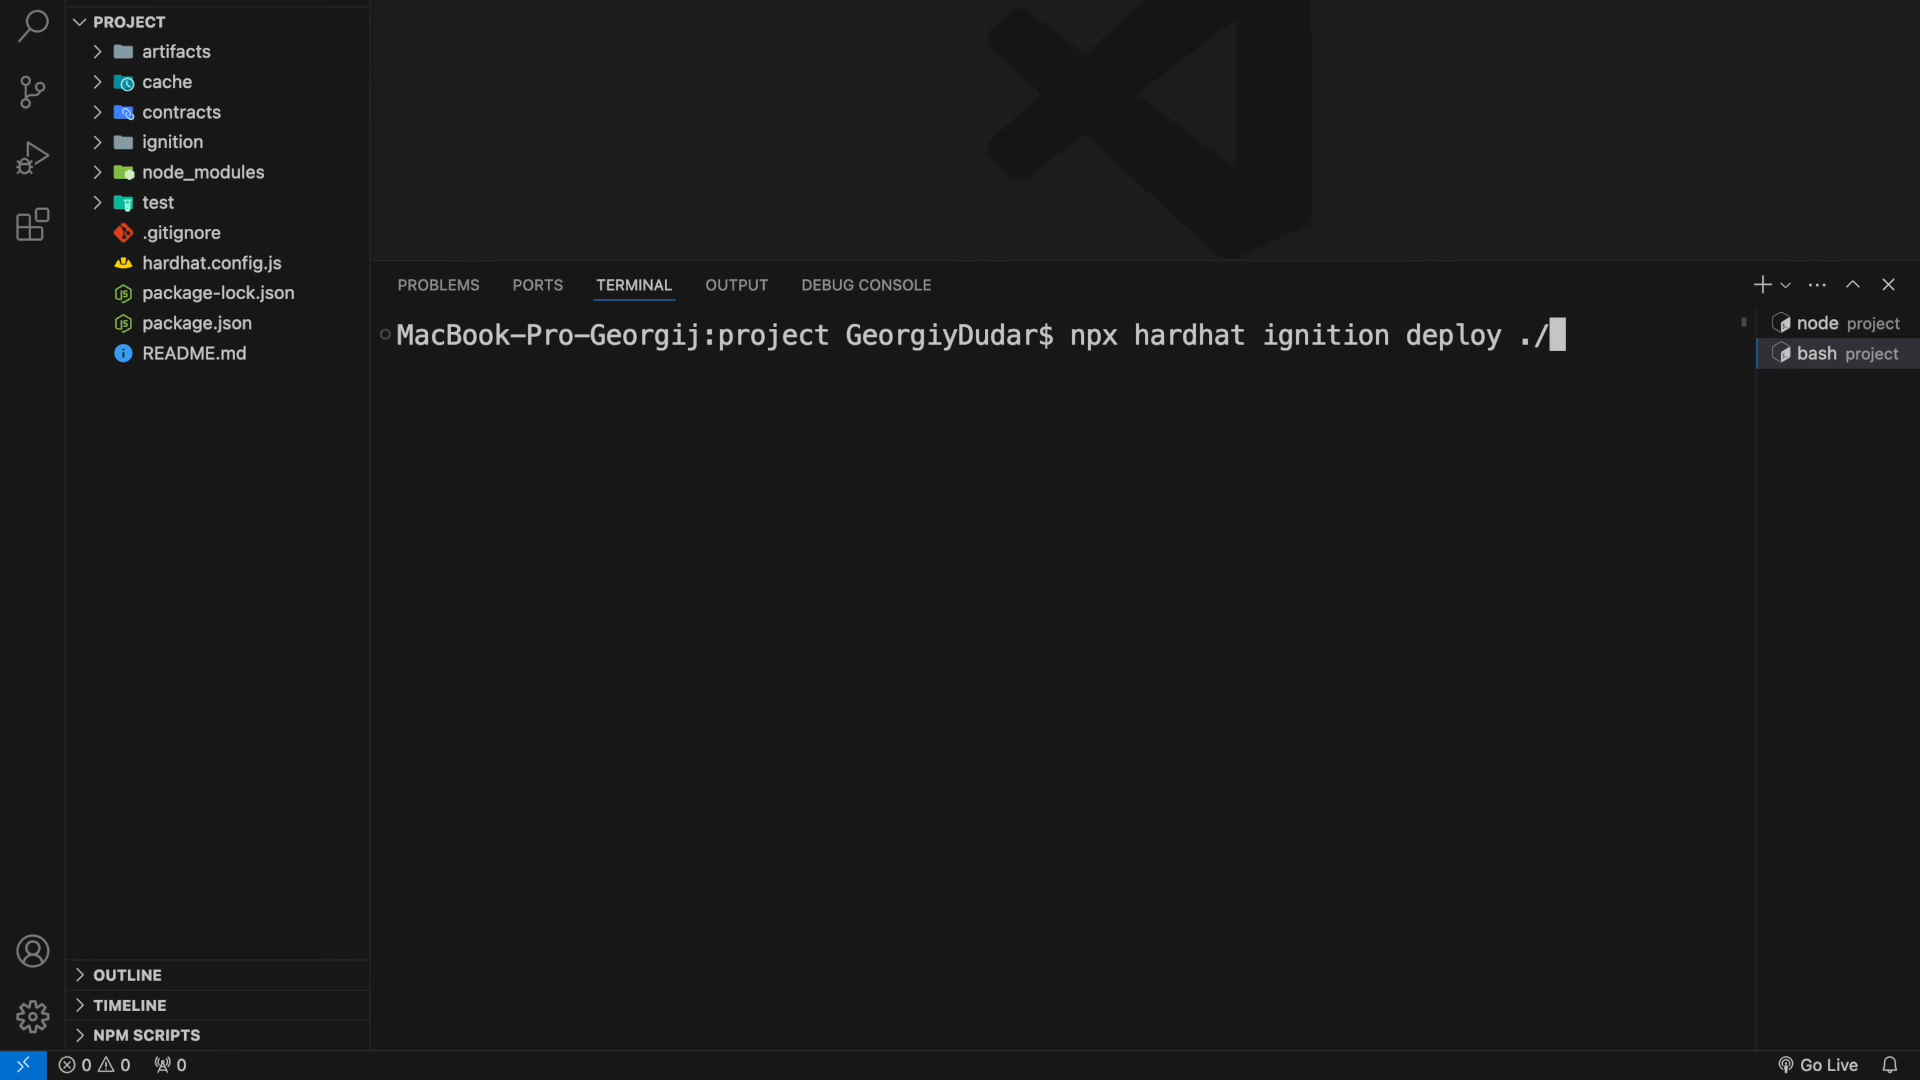 PROJECT
artifacts
cache
contracts
ignition
node_modules
test
.gitignore
hardhat.config.js
package-lock.json
package.json
README.md
OUTLINE
TIMELINE
NPM SCRIPTS
PROBLEMS PORTS TERMINAL OUTPUT DEBUG CONSOLE
MacBook-Pro-Georgij:project GeorgiyDudar$ npx hardhat ignition deploy ./
node project
bash project
0 0 0
Go Live